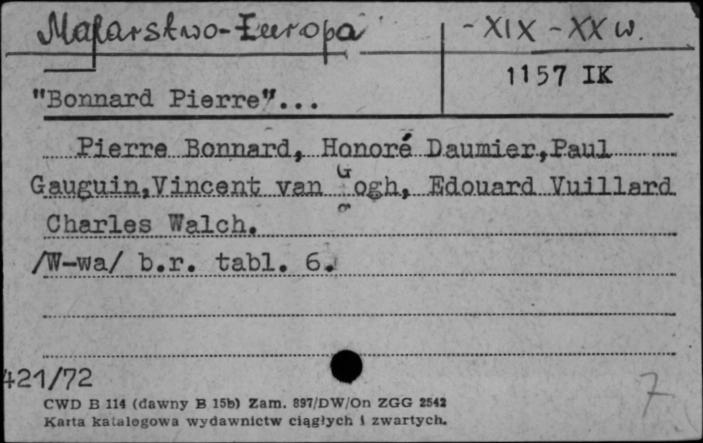 Malarstwo-Europa - XIX - XX w.
1157 IK
"Bonnard Pierre"...
Pierre Bonnard, Honoré Daumier,Paul
Gauguin,Vincent van Gogh, Edouard Vuillard
Charles Walch.
/W-wa/ b.r. tabl. 6.
421/72
7
CWD B 114 (dawny B 15b) Zam. 897/DW/On ZGG 2542
Karta katalogowa wydawnictw ciągłych i zwartych.